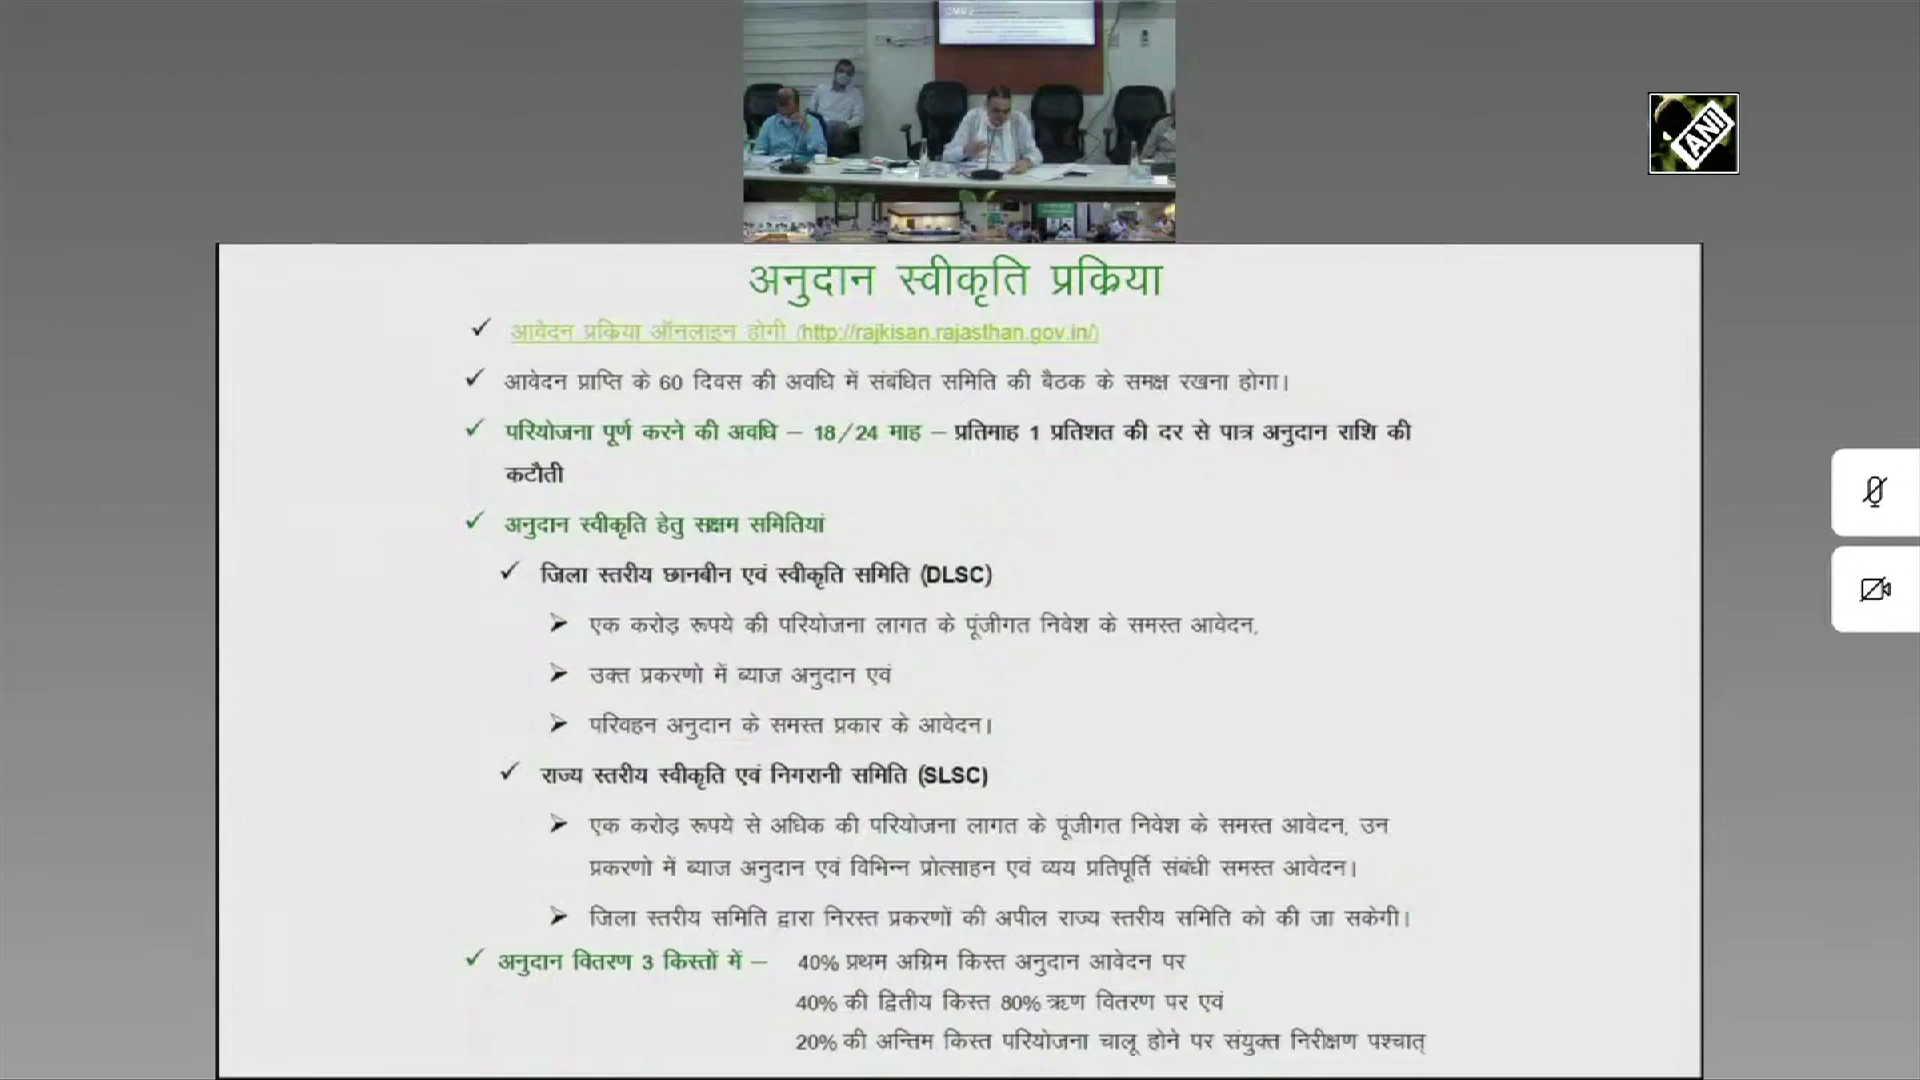 ANI
अनुदान स्वीकृति प्रकिया
आवेदन प्रकिया ऑनलाइन होगी (http://rajkisan.rajasthan.gov.in/)
आवेदन प्राप्ति के 60 दिवस की अवधि में संबंधित समिति की बैठक के समक्ष रखना होगा।
परियोजना पूर्ण करने की अवधि – 18/24 माह – प्रतिमाह 1 प्रतिशत की दर से पात्र अनुदान राशि की
कटौती
अनुदान स्वीकृति हेतु सक्षम समितियां
जिला स्तरीय छानबीन एवं स्वीकृति समिति (DLSC)
एक करोड़ रूपये की परियोजना लागत के पूंजीगत निवेश के समस्त आवेदन,
उक्त प्रकरणो में ब्याज अनुदान एवं
परिवहन अनुदान के समस्त प्रकार के आवेदन।
राज्य स्तरीय स्वीकृति एवं निगरानी समिति (SLSC)
एक करोड़ रूपये से अधिक की परियोजना लागत के पूंजीगत निवेश के समस्त आवेदन, उन
प्रकरणो में ब्याज अनुदान एवं विभिन्न प्रोत्साहन एवं व्यय प्रतिपूर्ति संबंधी समस्त आवेदन।
जिला स्तरीय समिति द्वारा निरस्त प्रकरणों की अपील राज्य स्तरीय समिति को की जा सकेगी।
अनुदान वितरण 3 किस्तों में – 40% प्रथम अग्रिम किस्त अनुदान आवेदन पर
40% की द्वितीय किस्त 80% ऋण वितरण पर एवं
20% की अन्तिम किस्त परियोजना चालू होने पर संयुक्त निरीक्षण पश्चात्